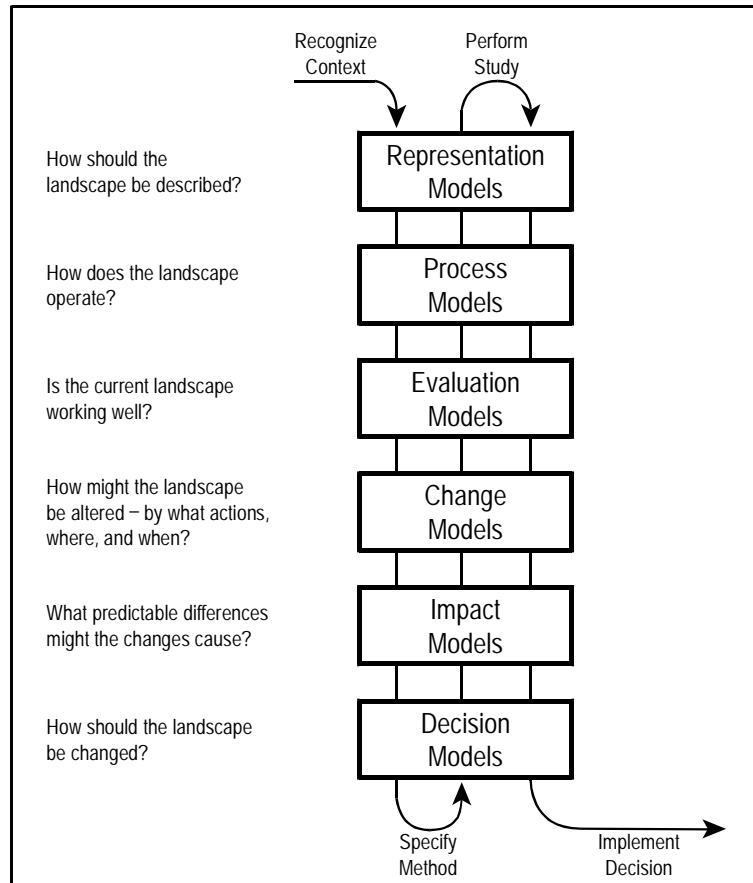 Recognize
Context
Perform
Study
How should the
landscape be described?
Representation
Models
How does the landscape
operate?
Process
Models
Is the current landscape
working well?
Evaluation
Models
How might the landscape
be altered – by what actions,
where, and when?
Change
Models
What predictable differences
might the changes cause?
Impact
Models
How should the landscape
be changed?
Decision
Models
Specify
Method
Implement
Decision